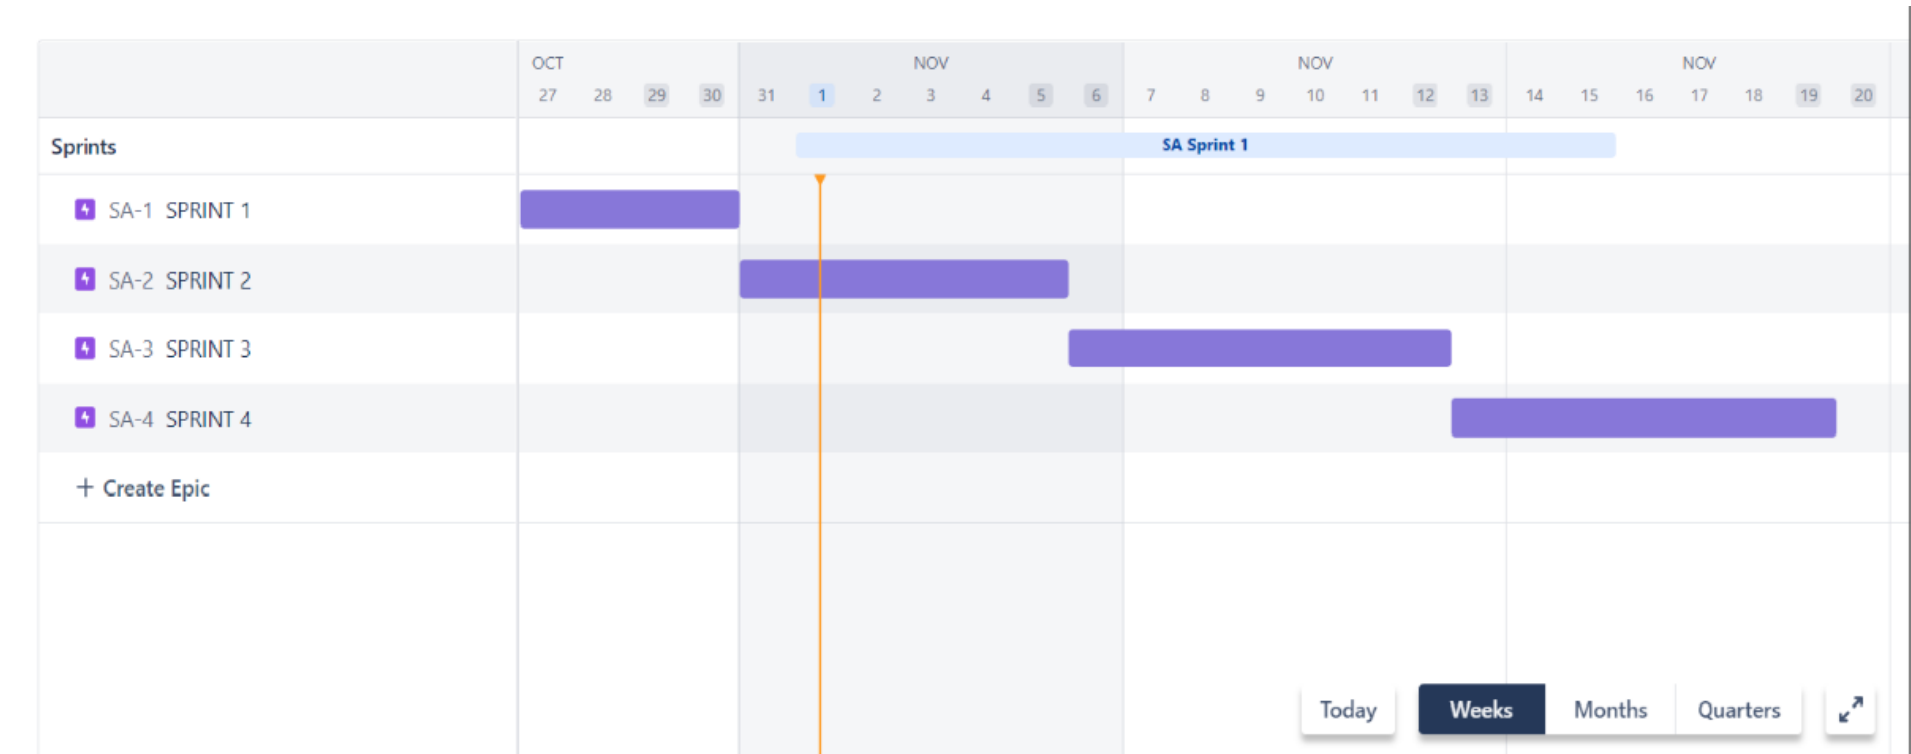 OCT NOV NOV NOV
27 28 29 30 31 1 2 3 4 5 6 7 8 9 10 11 12 13 14 15 16 17 18 19 20
Sprints SA Sprint 1
SA-1 SPRINT 1
SA-2 SPRINT 2
SA-3 SPRINT 3
SA-4 SPRINT 4
+ Create Epic
Today Weeks Months Quarters